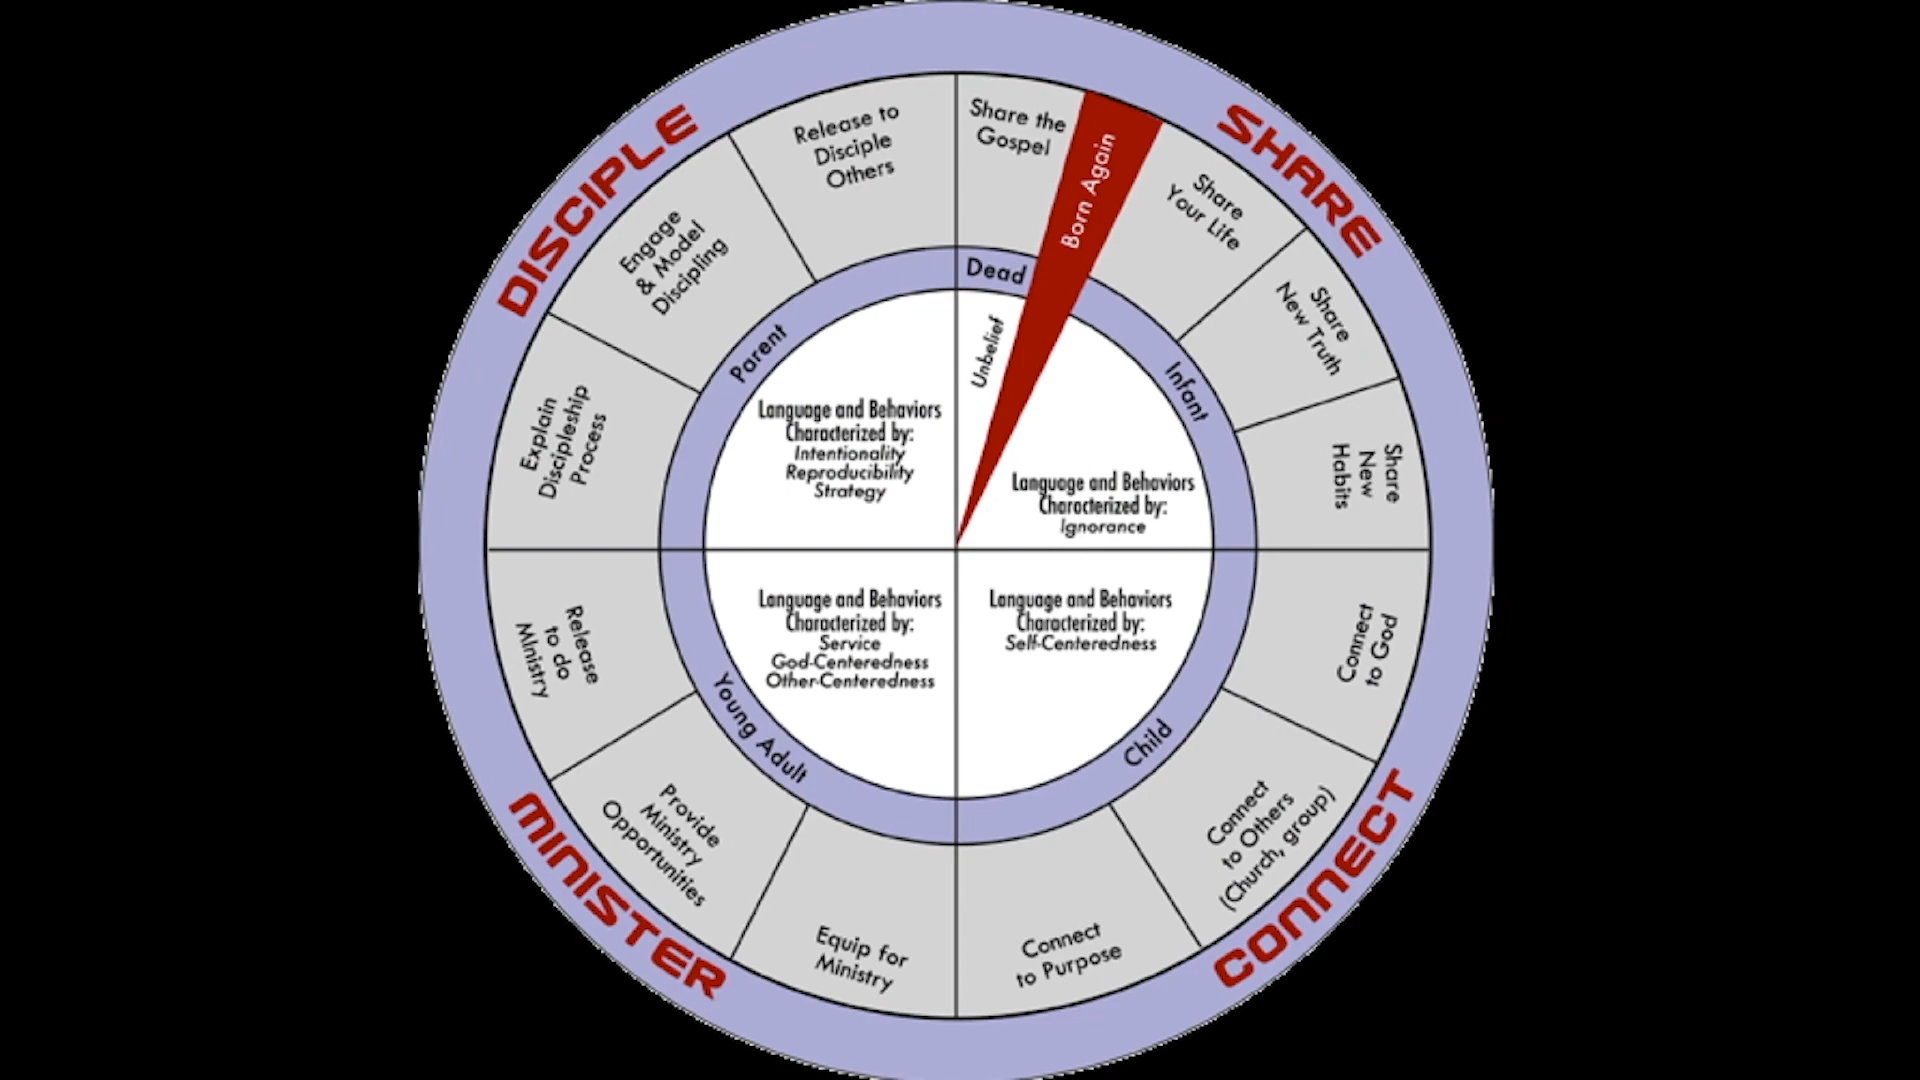 DISCIPLE
SHARE
CONNECT
MINISTER
Share the
Gospel
Born Again
Share
Your Life
Share
New Truth
Share
New
Habits
Connect
to God
Connect
to Others
(Church, group)
Connect
to Purpose
Equip for
Ministry
Provide
Ministry
Opportunities
Release
to do
MInistry
Explain
Discipleship
Process
Engage
& Model
Discipling
Release to
Disciple
Others
Dead
Infant
Child
Young Adult
Parent
Unbelief
Language and Behaviors
Characterized by:
Ignorance
Language and Behaviors
Characterized by:
Self-Centeredness
Language and Behaviors
Characterized by:
Service
God-Centeredness
Other-Centeredness
Language and Behaviors
Characterized by:
Intentionality
Reproducibility
Strategy